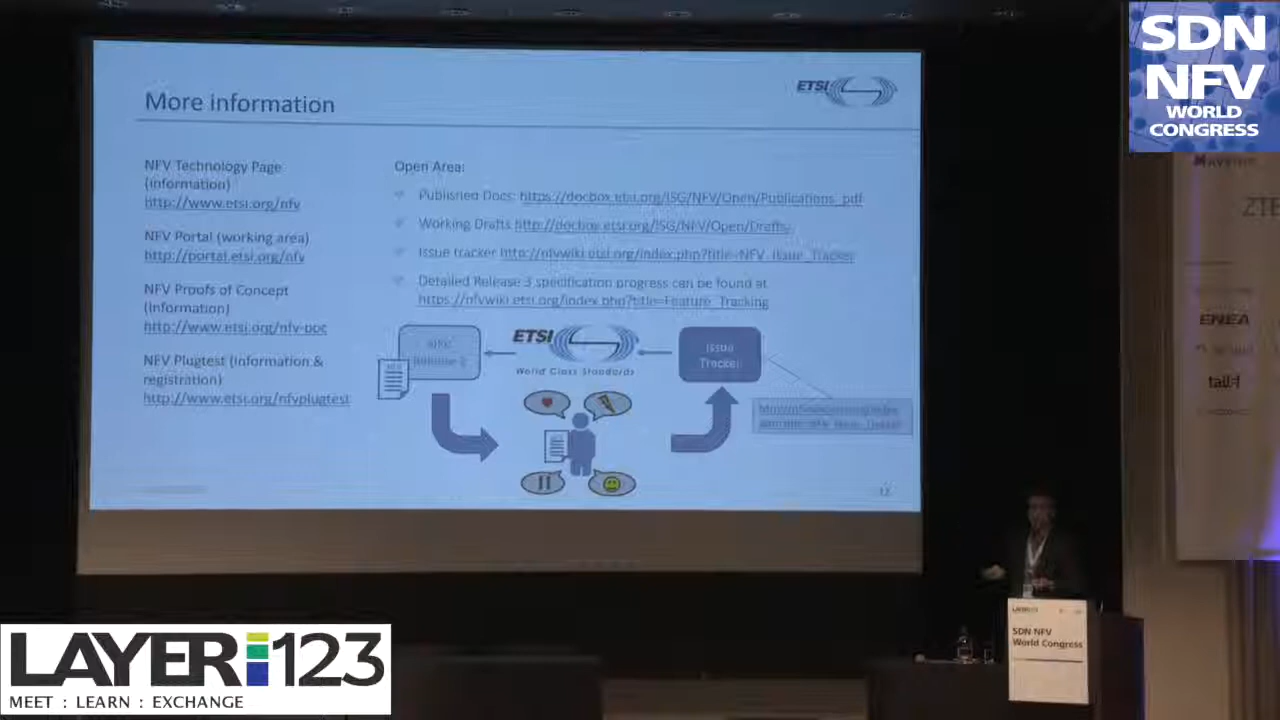 SDN
NFV
WORLD
CONGRESS
ETSI
More information
NFV Technology Page
(information)
http://www.etsi.org/nfv
NFV Portal (working area)
http://portal.etsi.org/nfv
NFV Proofs of Concept
(information)
http://www.etsi.org/nfv-poc
NFV Plugtest (Information &
registration)
http://www.etsi.org/nfvplugtest
Open Area:
Published Docs: https://docbox.etsi.org/ISG/NFV/Open/Publications_pdf
Working Drafts http://docbox.etsi.org/ISG/NFV/Open/Drafts/
Issue tracker http://nfvwiki.etsi.org/index.php?title=NFV_Issue_Tracker
Detailed Release 3 specification progress can be found at
https://nfvwiki.etsi.org/index.php?title=Feature_Tracking
Release 2
ETSI
World Class Standards
Issue
Tracker
!!
12
ZTE
ENEA
tail-f
SDN NFV
World Congress
LAYER123
MEET : LEARN : EXCHANGE